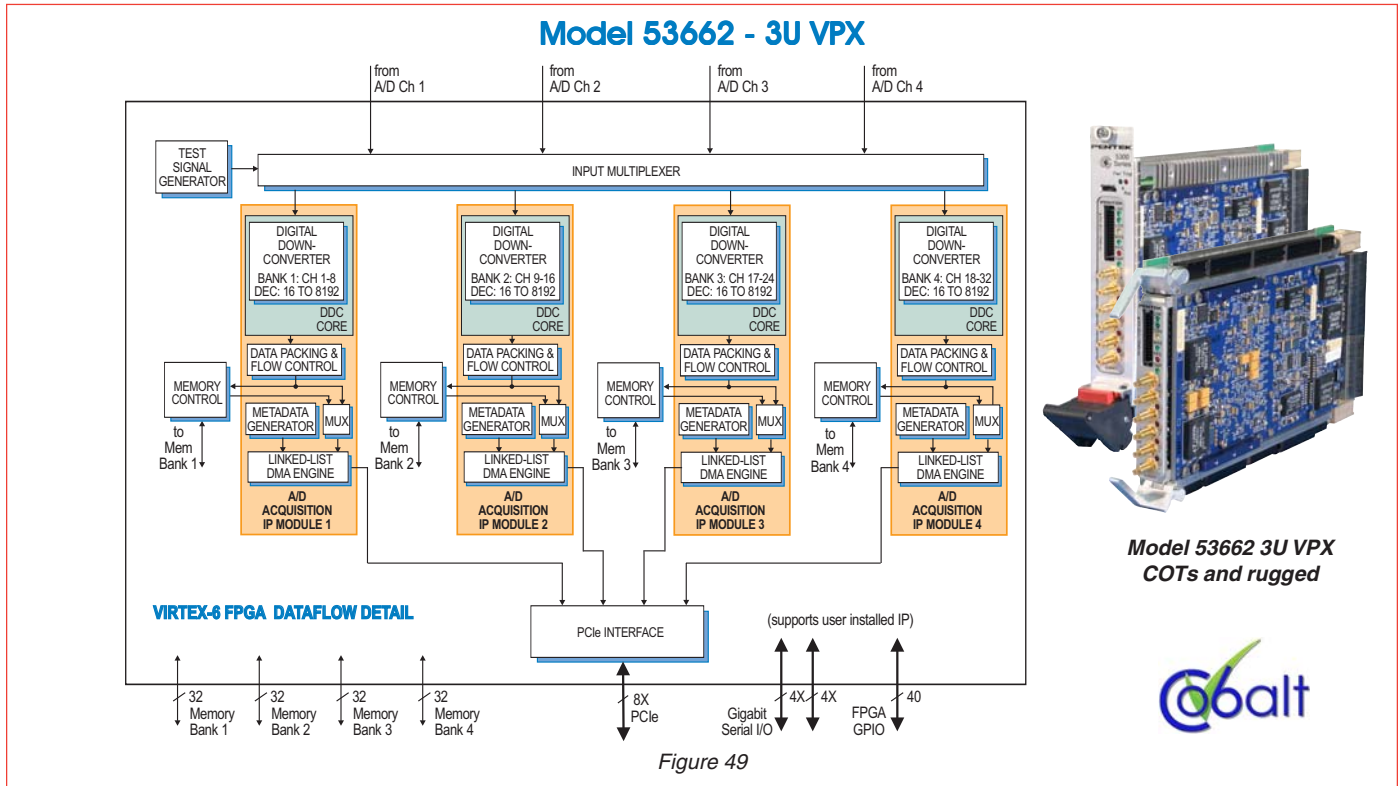 Model 53662 - 3U VPX
from
A/D Ch 1
from
A/D Ch 2
from
A/D Ch 3
from
A/D Ch 4
TEST
SIGNAL
GENERATOR
INPUT MULTIPLEXER
DIGITAL
DOWN-
CONVERTER
BANK 1: CH 1-8
DEC: 16 TO 8192
DDC
CORE
DIGITAL
DOWN-
CONVERTER
BANK 2: CH 9-16
DEC: 16 TO 8192
DDC
CORE
DIGITAL
DOWN-
CONVERTER
BANK 3: CH 17-24
DEC: 16 TO 8192
DDC
CORE
DIGITAL
DOWN-
CONVERTER
BANK 4: CH 18-32
DEC: 16 TO 8192
DDC
CORE
DATA PACKING &
FLOW CONTROL
MEMORY
CONTROL
METADATA
GENERATOR
MUX
to
Mem
Bank 1
LINKED-LIST
DMA ENGINE
A/D
ACQUISITION
IP MODULE 1
DATA PACKING &
FLOW CONTROL
MEMORY
CONTROL
METADATA
GENERATOR
MUX
to
Mem
Bank 2
LINKED-LIST
DMA ENGINE
A/D
ACQUISITION
IP MODULE 2
DATA PACKING &
FLOW CONTROL
MEMORY
CONTROL
METADATA
GENERATOR
MUX
to
Mem
Bank 3
LINKED-LIST
DMA ENGINE
A/D
ACQUISITION
IP MODULE 3
DATA PACKING &
FLOW CONTROL
MEMORY
CONTROL
METADATA
GENERATOR
MUX
to
Mem
Bank 4
LINKED-LIST
DMA ENGINE
A/D
ACQUISITION
IP MODULE 4
VIRTEX-6 FPGA DATAFLOW DETAIL
PCIe INTERFACE
(supports user installed IP)
32
Memory
Bank 1
32
Memory
Bank 2
32
Memory
Bank 3
32
Memory
Bank 4
8X
PCIe
4X
4X
Gigabit
Serial I/O
40
FPGA
GPIO
Figure 49
PENTEK
Series
Model 53662 3U VPX
COTs and rugged
Cobalt